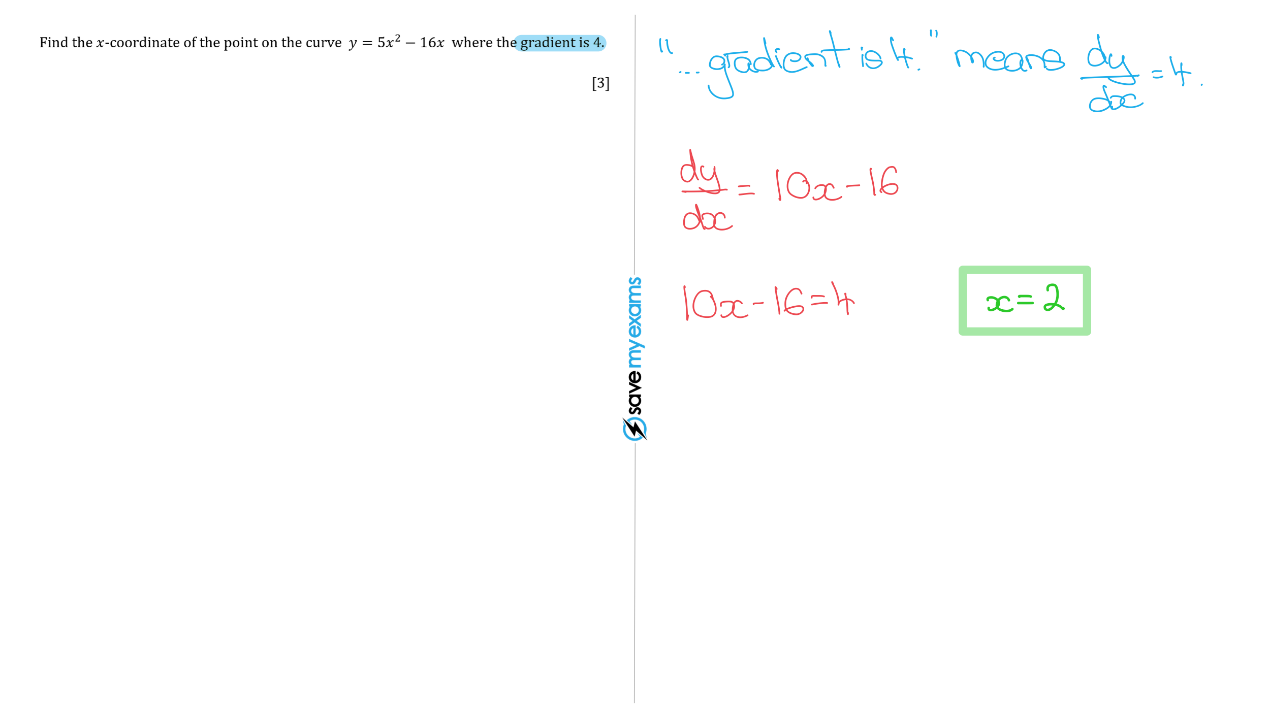 Find the x-coordinate of the point on the curve y = 5x² − 16x where the gradient is 4.
[3]
"...gradient is 4." means dy/dx = 4.
dy/dx = 10x − 16
10x − 16 = 4
x = 2
save my exams